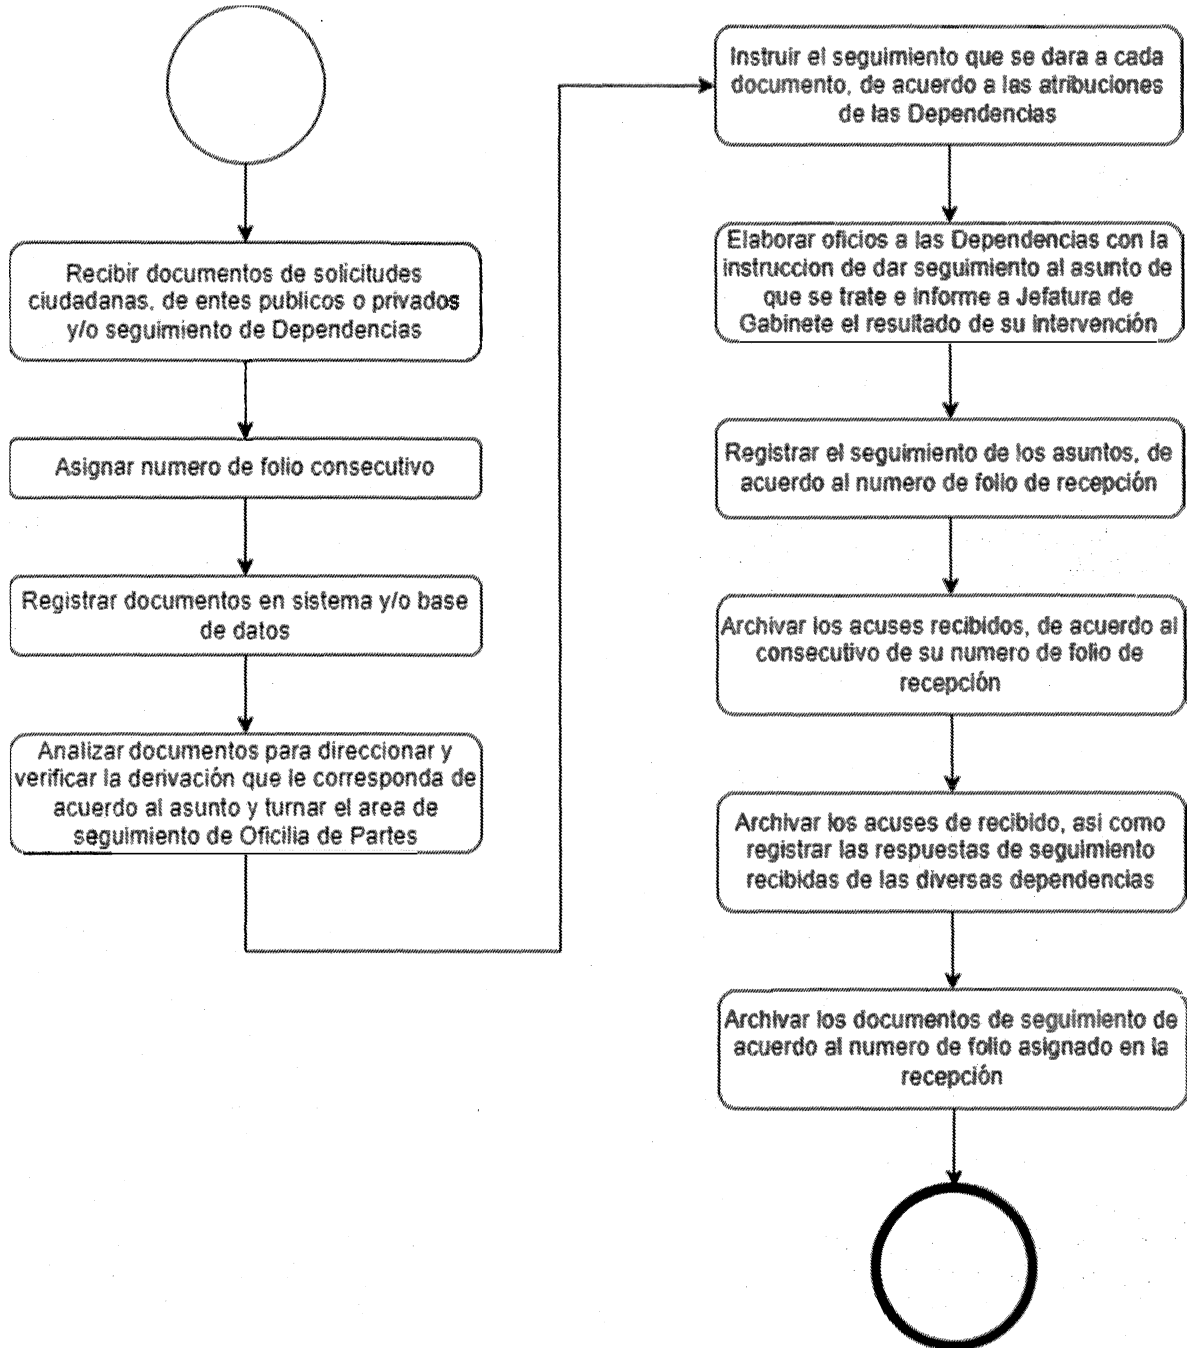 Recibir documentos de solicitudes
ciudadanas, de entes publicos o privados
y/o seguimiento de Dependencias
Asignar numero de folio consecutivo
Registrar documentos en sistema y/o base
de datos
Analizar documentos para direccionar y
verificar la derivación que le corresponda de
acuerdo al asunto y turnar el area de
seguimiento de Oficilia de Partes
Instruir el seguimiento que se dara a cada
documento, de acuerdo a las atribuciones
de las Dependencias
Elaborar oficios a las Dependencias con la
instruccion de dar seguimiento al asunto de
que se trate e informe a Jefatura de
Gabinete el resultado de su intervención
Registrar el seguimiento de los asuntos, de
acuerdo al numero de folio de recepción
Archivar los acuses recibidos, de acuerdo al
consecutivo de su numero de folio de
recepción
Archivar los acuses de recibido, asi como
registrar las respuestas de seguimiento
recibidas de las diversas dependencias
Archivar los documentos de seguimiento de
acuerdo al numero de folio asignado en la
recepción